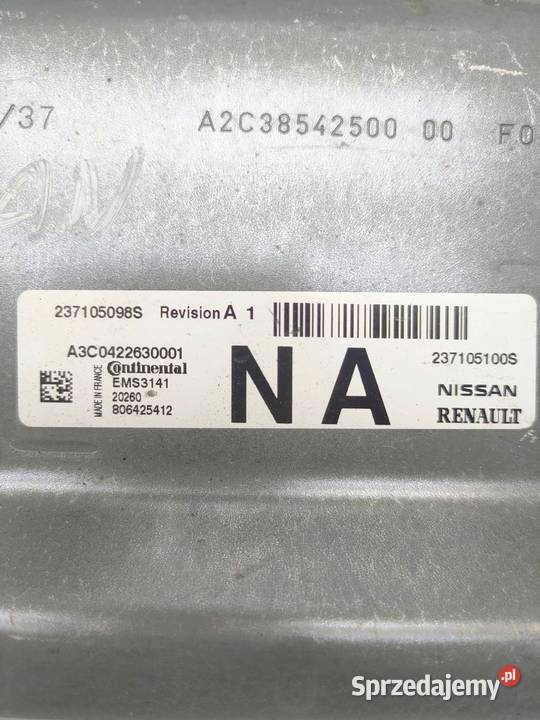 /37 A2C38542500 00 F0
237105098S Revision A 1
A3C0422630001
Continental
EMS3141
20260
806425412
MADE IN FRANCE
NA
237105100S
NISSAN
RENAULT
Sprzedajemy.pl